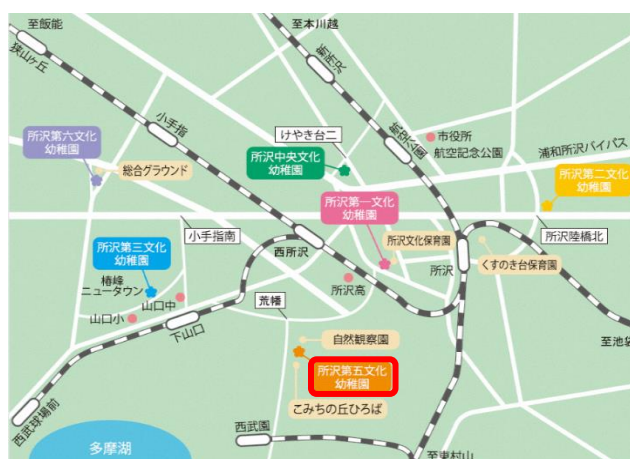 至飯能
至本川越
狭山ヶ丘
新所沢
小手指
航空公園
けやき台二
市役所
航空記念公園
浦和所沢バイパス
所沢第六文化
幼稚園
総合グラウンド
所沢中央文化
幼稚園
所沢第二文化
幼稚園
所沢第一文化
幼稚園
小手指南
所沢陸橋北
所沢第三文化
幼稚園
西所沢
所沢文化保育園
所沢
くすのき台保育園
椿峰
ニュータウン
山口中
山口小
下山口
荒幡
所沢高
自然観察園
至池袋
所沢第五文化
幼稚園
こみちの丘ひろば
西武球場前
西武園
多摩湖
至東村山